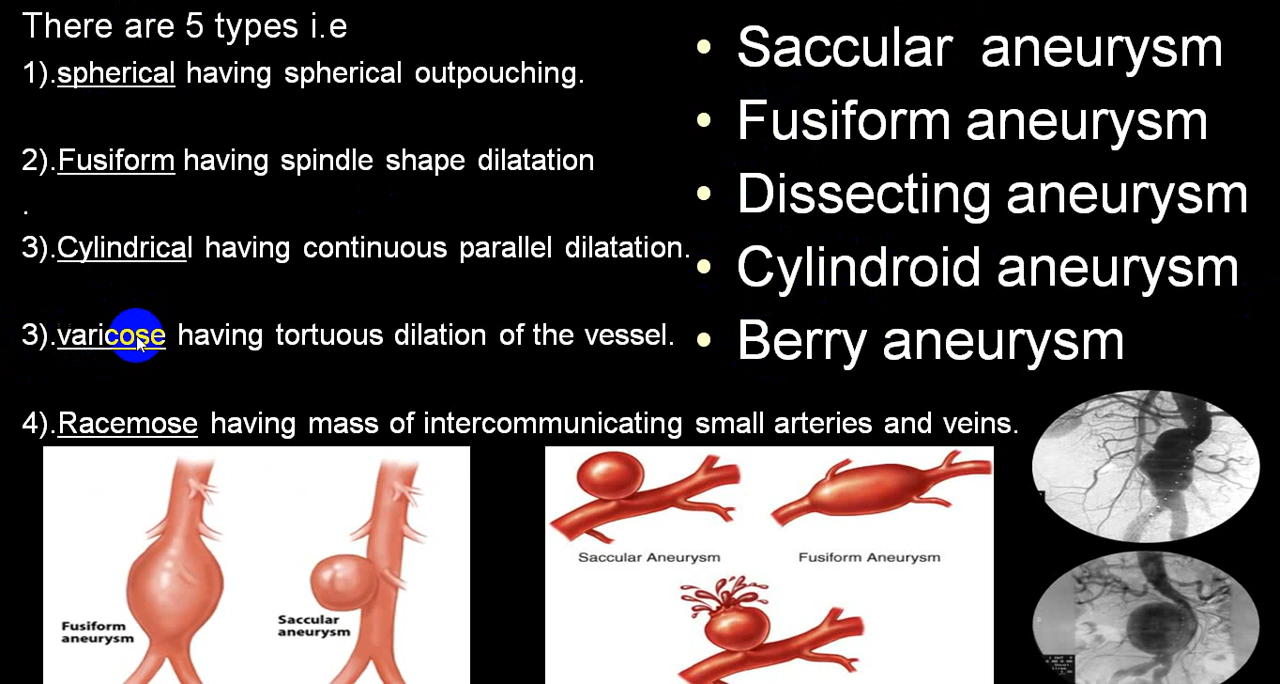 There are 5 types i.e
1).spherical having spherical outpouching.
2).Fusiform having spindle shape dilatation
.
3).Cylindrical having continuous parallel dilatation.
3).varicose having tortuous dilation of the vessel.
4).Racemose having mass of intercommunicating small arteries and veins.
• Saccular aneurysm
• Fusiform aneurysm
• Dissecting aneurysm
• Cylindroid aneurysm
• Berry aneurysm
Fusiform
aneurysm
Saccular
aneurysm
Saccular Aneurysm
Fusiform Aneurysm